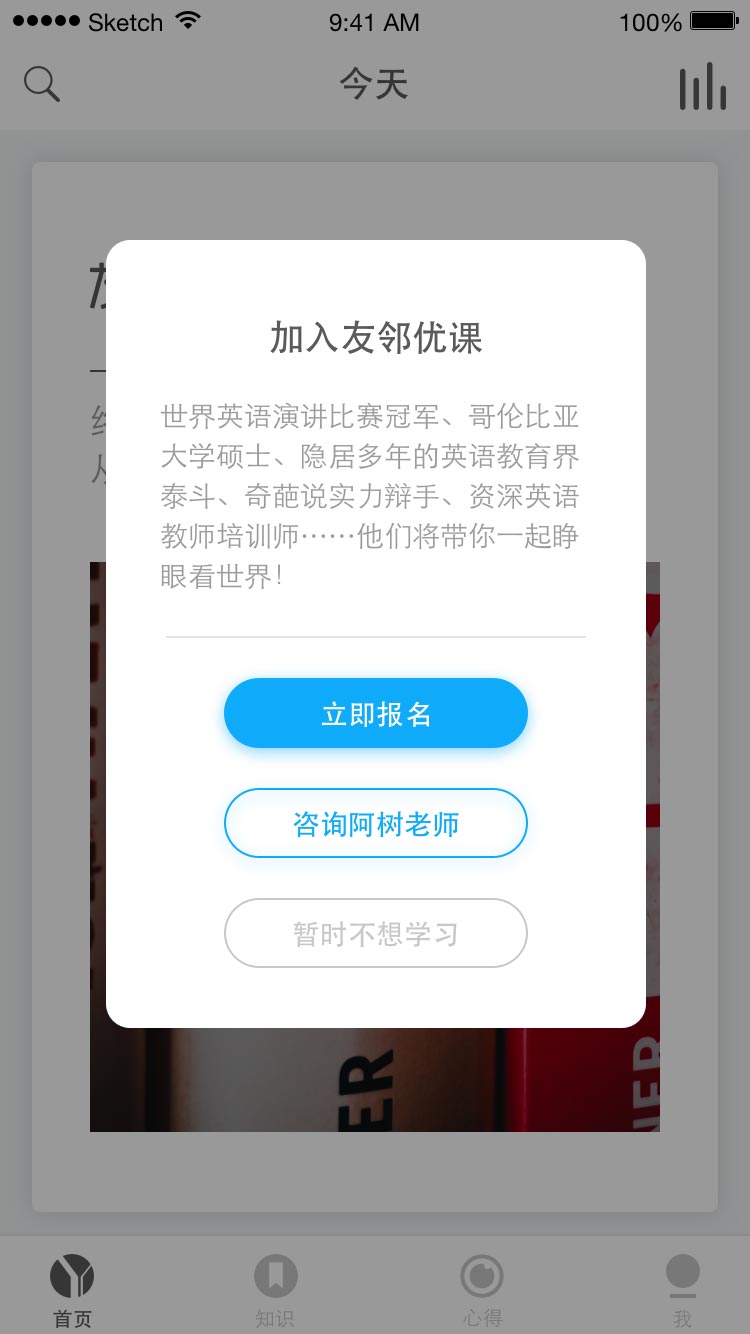 Sketch 9:41 AM 100%
今天
加入友邻优课
世界英语演讲比赛冠军、哥伦比亚
大学硕士、隐居多年的英语教育界
泰斗、奇葩说实力辩手、资深英语
教师培训师……他们将带你一起睁
眼看世界！
立即报名
咨询阿树老师
暂时不想学习
ER
NER
首页 知识 心得 我